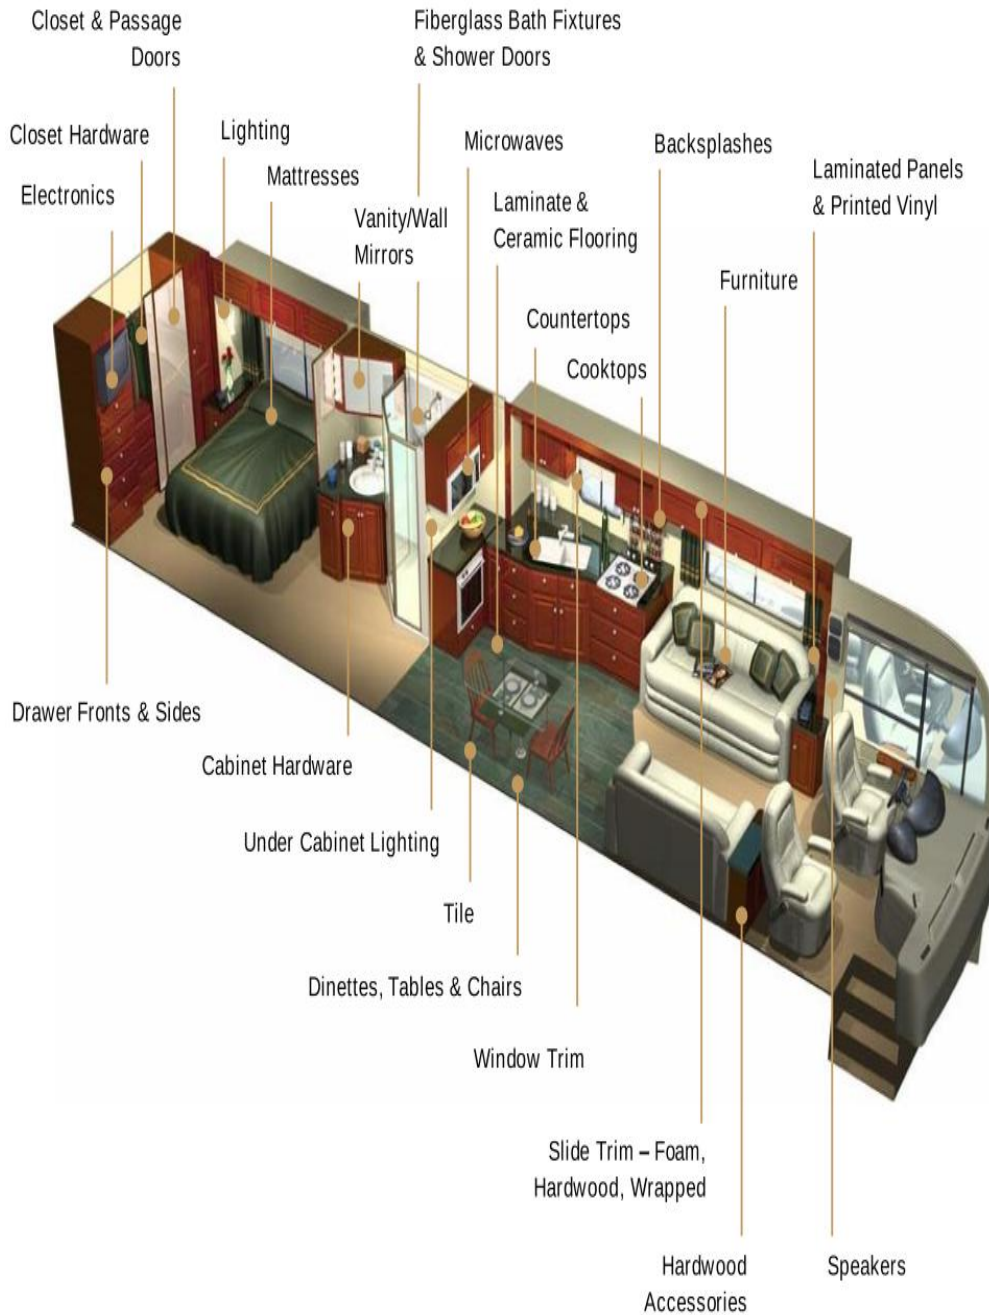 Closet & Passage
Doors
Fiberglass Bath Fixtures
& Shower Doors
Closet Hardware
Lighting
Microwaves
Backsplashes
Electronics
Mattresses
Laminated Panels
& Printed Vinyl
Vanity/Wall
Mirrors
Laminate &
Ceramic Flooring
Furniture
Countertops
Cooktops
Drawer Fronts & Sides
Cabinet Hardware
Under Cabinet Lighting
Tile
Dinettes, Tables & Chairs
Window Trim
Slide Trim – Foam,
Hardwood, Wrapped
Hardwood
Accessories
Speakers